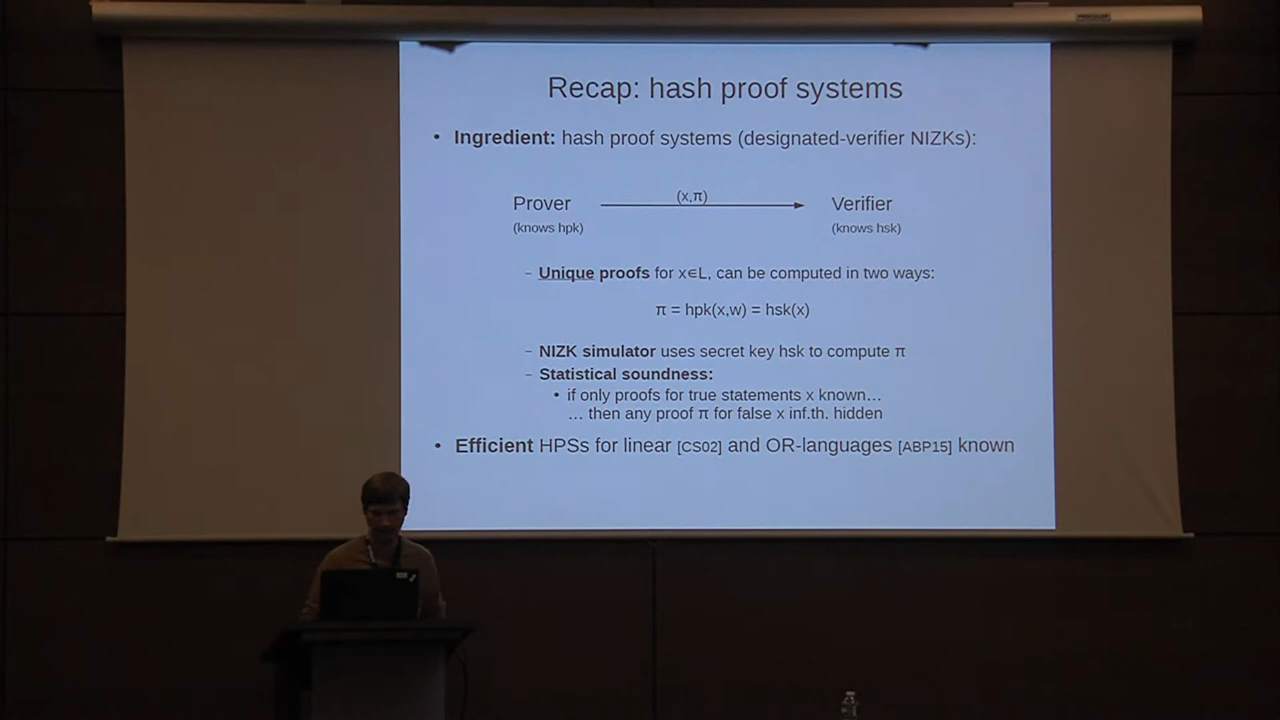 Recap: hash proof systems
• Ingredient: hash proof systems (designated-verifier NIZKs):
(x,π)
Prover Verifier
(knows hpk) (knows hsk)
– Unique proofs for x∈L, can be computed in two ways:
π = hpk(x,w) = hsk(x)
– NIZK simulator uses secret key hsk to compute π
– Statistical soundness:
• if only proofs for true statements x known…
… then any proof π for false x inf.th. hidden
• Efficient HPSs for linear [CS02] and OR-languages [ABP15] known